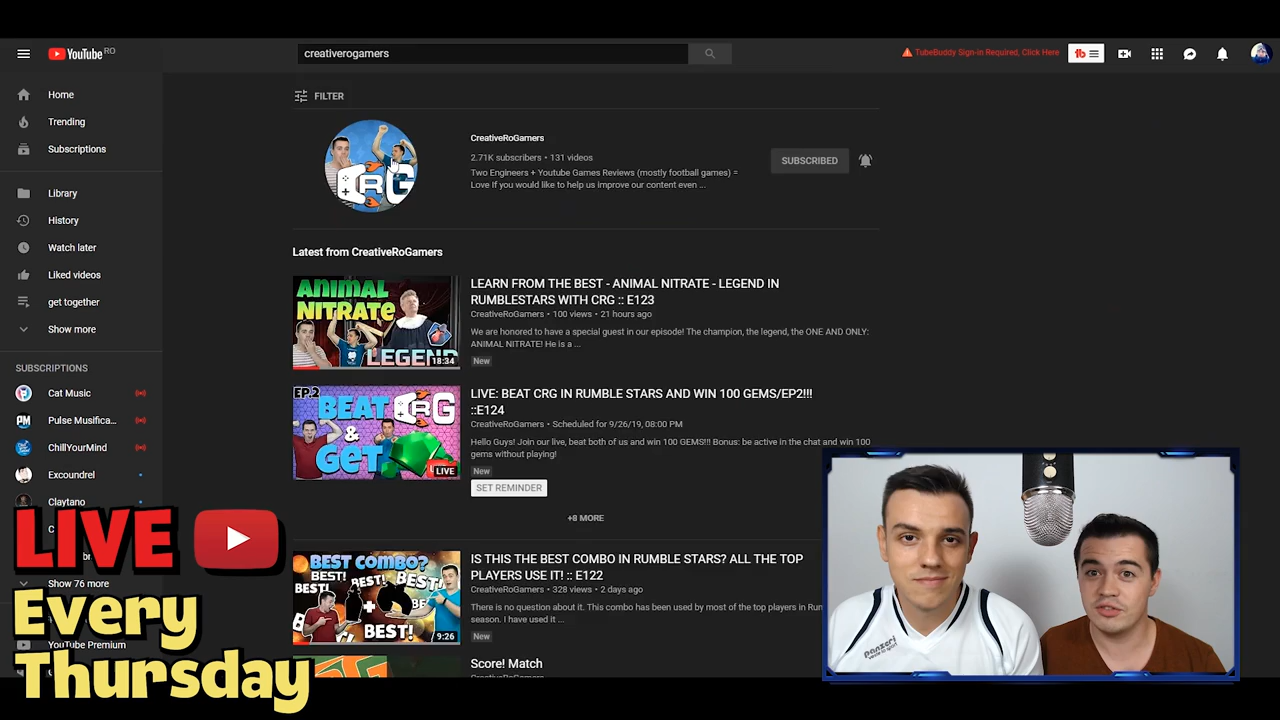 YouTube RO
creativerogamers
TubeBuddy Sign-in Required, Click Here
tb
Home
Trending
Subscriptions
Library
History
Watch later
Liked videos
get together
Show more
SUBSCRIPTIONS
Cat Music
Pulse Musifica...
ChillYourMind
Excoundrel
Claytano
Show 76 more
YouTube Premium
FILTER
CRG
CreativeRoGamers
2.71K subscribers • 131 videos
Two Engineers + Youtube Games Reviews (mostly football games) =
Love If you would like to help us improve our content even ...
SUBSCRIBED
Latest from CreativeRoGamers
ANIMAL
NITRATE
LEGEND
18:34
LEARN FROM THE BEST - ANIMAL NITRATE - LEGEND IN
RUMBLESTARS WITH CRG :: E123
CreativeRoGamers • 100 views • 21 hours ago
We are honored to have a special guest in our episode! The champion, the legend, the ONE AND ONLY:
ANIMAL NITRATE! He is a ...
New
EP.2
BEAT CRG
&
GET
LIVE
LIVE: BEAT CRG IN RUMBLE STARS AND WIN 100 GEMS/EP2!!!
::E124
CreativeRoGamers • Scheduled for 9/26/19, 08:00 PM
Hello Guys! Join our live, beat both of us and win 100 GEMS!!! Bonus: be active in the chat and win 100
gems without playing!
New
SET REMINDER
+8 MORE
BEST COMBO?
BEST! BEST! BEST!
BEST!
+
BEST!
9:26
IS THIS THE BEST COMBO IN RUMBLE STARS? ALL THE TOP
PLAYERS USE IT! :: E122
CreativeRoGamers • 328 views • 2 days ago
There is no question about it. This combo has been used by most of the top players in Rum
season. I have used it ...
New
Score! Match
LIVE
Every
Thursday
panzeri